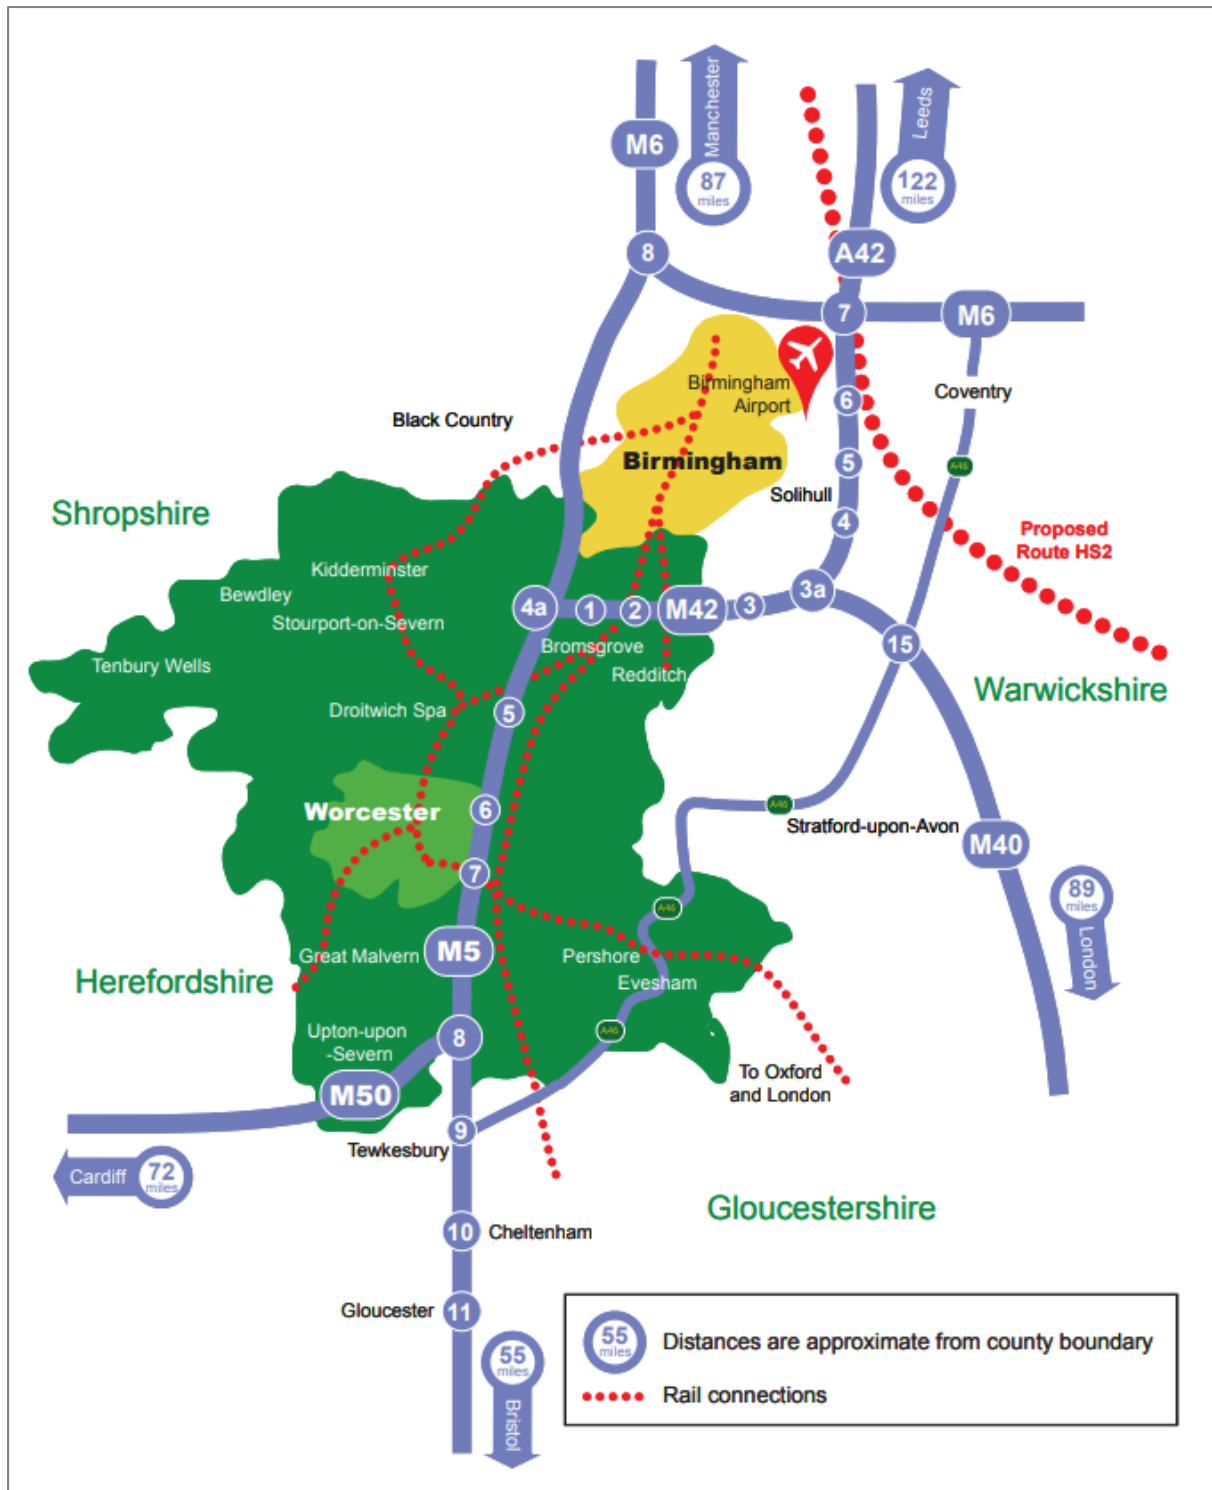 Manchester
87
miles
Leeds
122
miles
M6
8
A42
7
M6
Birmingham
Airport
6
Coventry
Black Country
Birmingham
5
A46
Solihull
4
Shropshire
Proposed
Route HS2
Kidderminster
Bewdley
Stourport-on-Severn
4a
1
2
M42
3
3a
Bromsgrove
15
Tenbury Wells
Redditch
Warwickshire
Droitwich Spa
5
Worcester
6
A46
Stratford-upon-Avon
M40
7
89
miles
London
A46
Great Malvern
M5
Pershore
Herefordshire
Evesham
Upton-upon
-Severn
8
A46
To Oxford
and London
M50
9
Tewkesbury
Cardiff
72
miles
Gloucestershire
10
Cheltenham
Gloucester
11
55
miles
Bristol
55
miles
Distances are approximate from county boundary
Rail connections